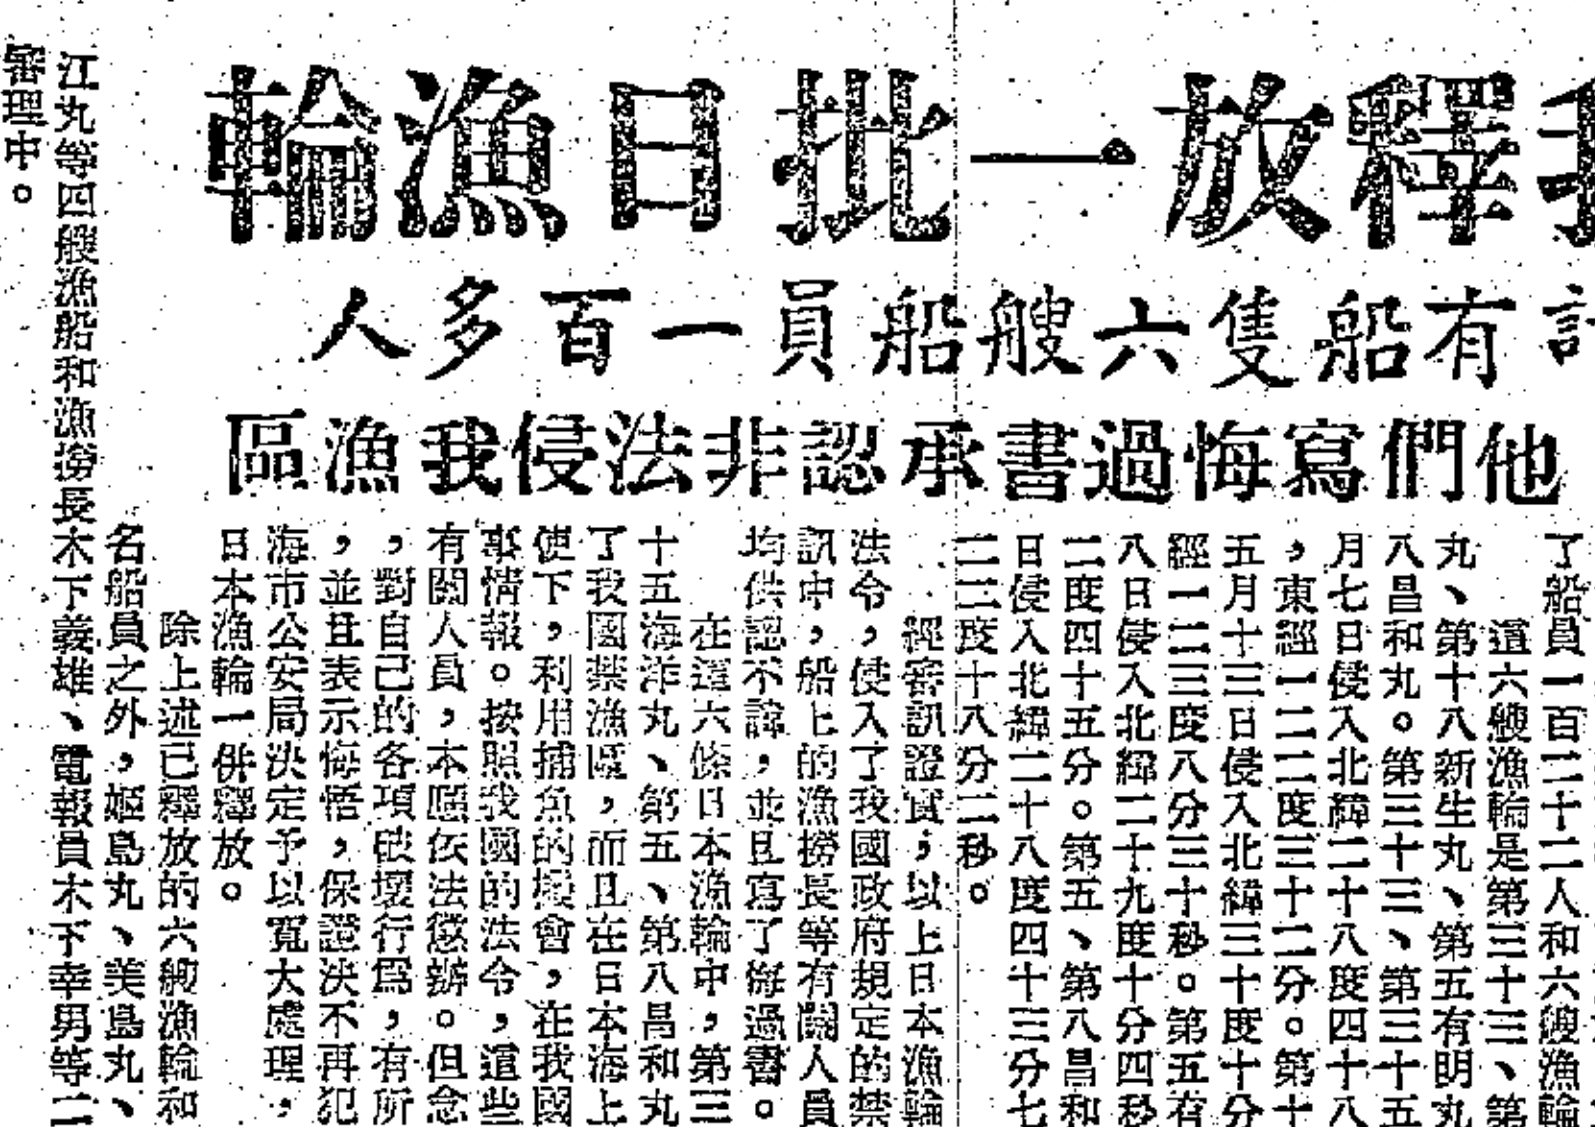 我釋放一批日漁輪
計有船隻六艘船員一百多人
他們寫悔過書承認非法侵我漁區
了船員一百二十二人和六艘漁輪
這六艘漁輪是第三十三、第
丸、第十八新生丸、第五有明丸
八昌和丸。第三十三、第三十五
月七日侵入北緯二十八度四十八
，東經一二二度三十二分。第十
五月十三日侵入北緯三十度十分
經一二三度八分三十秒。第五有
八日侵入北緯二十九度十分四秒
二度四十五分。第五、第八昌和
日侵入北緯二十八度四十三分七
二二度十八分二秒。
經審訊證實，以上日本漁輪
法令，侵入了我國政府規定的禁
訊中，船上的漁撈長等有關人員
均供認不諱，並且寫了悔過書。
在這六條日本漁輪中，第三
十五海洋丸、第五、第八昌和丸
了我國禁漁區，而且在日本海上
使下，利用捕魚的機會，在我國
事情報。按照我國的法令，這些
有關人員，本應依法懲辦。但念
，對自己的各項破壞行爲，有所
，並且表示悔悟，保證決不再犯
海市公安局決定予以寬大處理，
日本漁輪一併釋放。
除上述已釋放的六艘漁輪和
名船員之外，姬島丸、美島丸、
江丸等四艘漁船和漁撈長木下義雄、電報員木下幸男等二
審理中。